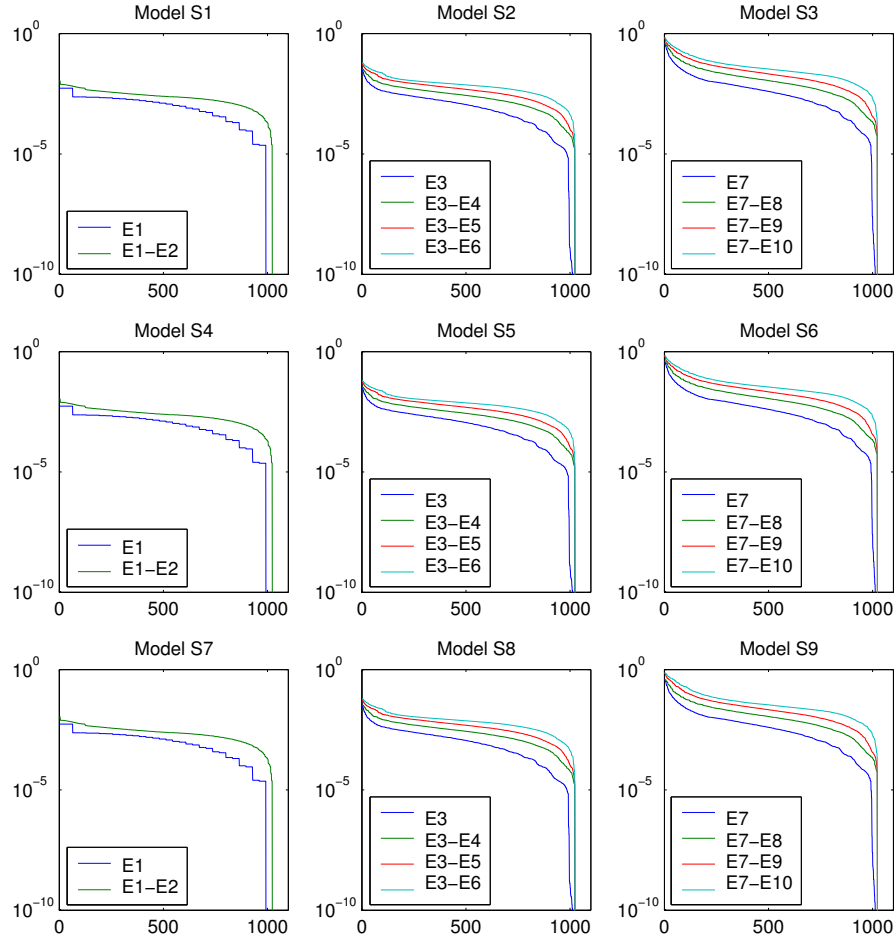 Model S1
Model S2
Model S3
10^0
10^−5
10^−10
E1
E1−E2
0
500
1000
10^0
10^−5
10^−10
E3
E3−E4
E3−E5
E3−E6
0
500
1000
10^0
10^−5
10^−10
E7
E7−E8
E7−E9
E7−E10
0
500
1000
Model S4
Model S5
Model S6
10^0
10^−5
10^−10
E1
E1−E2
0
500
1000
10^0
10^−5
10^−10
E3
E3−E4
E3−E5
E3−E6
0
500
1000
10^0
10^−5
10^−10
E7
E7−E8
E7−E9
E7−E10
0
500
1000
Model S7
Model S8
Model S9
10^0
10^−5
10^−10
E1
E1−E2
0
500
1000
10^0
10^−5
10^−10
E3
E3−E4
E3−E5
E3−E6
0
500
1000
10^0
10^−5
10^−10
E7
E7−E8
E7−E9
E7−E10
0
500
1000